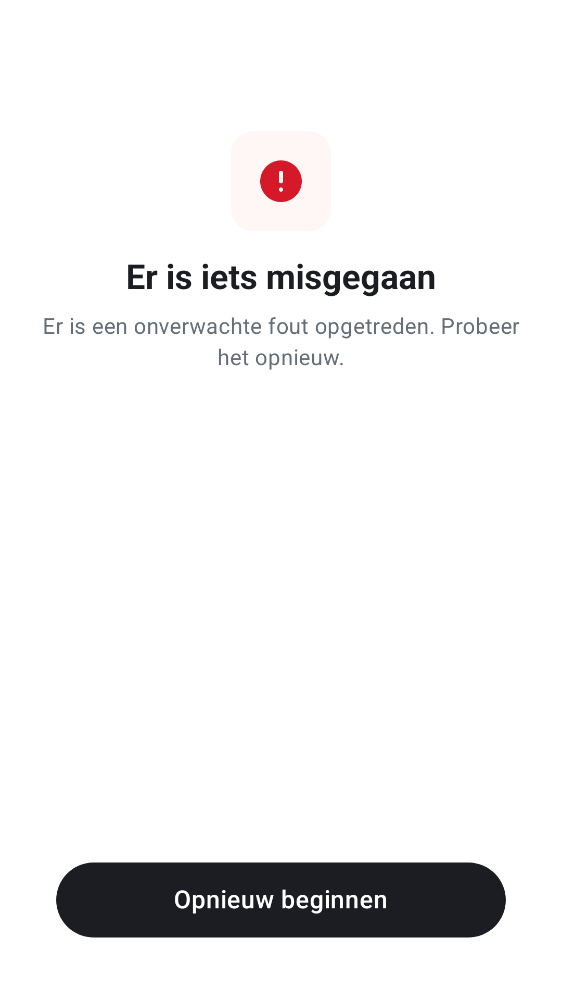 Er is iets misgegaan
Er is een onverwachte fout opgetreden. Probeer
het opnieuw.
Opnieuw beginnen